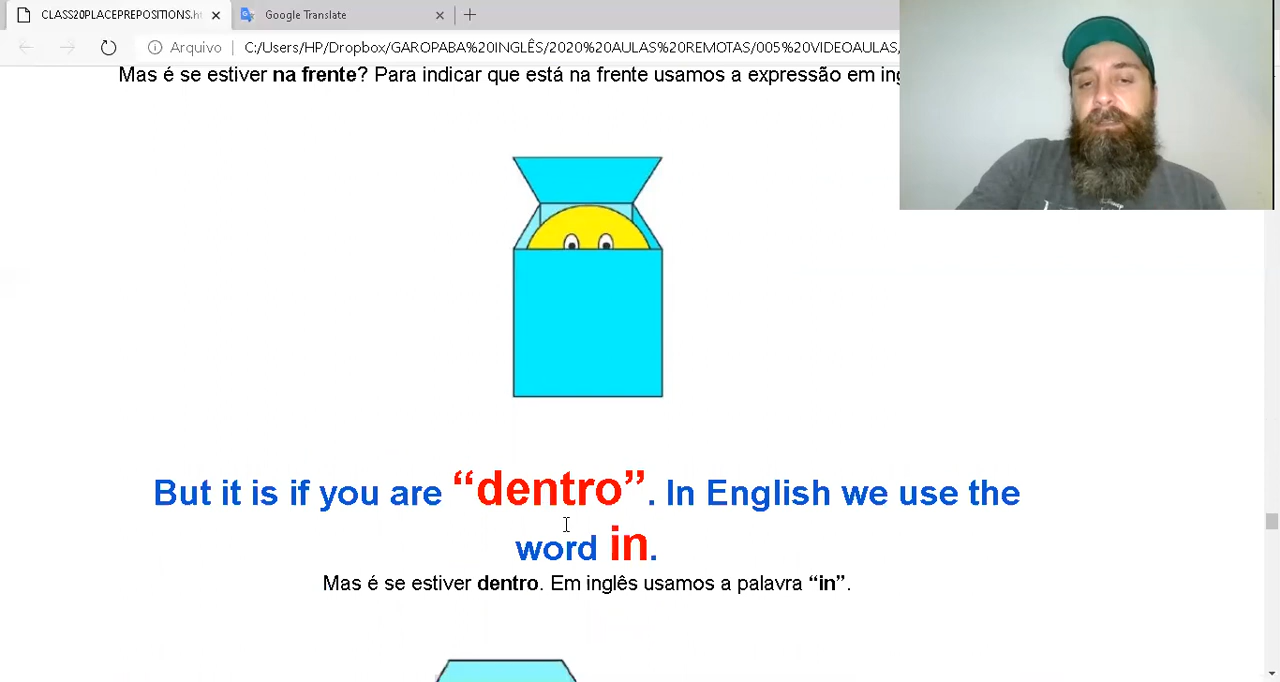 CLASS20PLACEPREPOSITIONS.h
Google Translate
Arquivo
C:/Users/HP/Dropbox/GAROPABA%20INGLÊS/2020%20AULAS%20REMOTAS/005%20VIDEOAULAS/
Mas é se estiver na frente? Para indicar que está na frente usamos a expressão em
But it is if you are “dentro”. In English we use the
word in.
Mas é se estiver dentro. Em inglês usamos a palavra “in”.